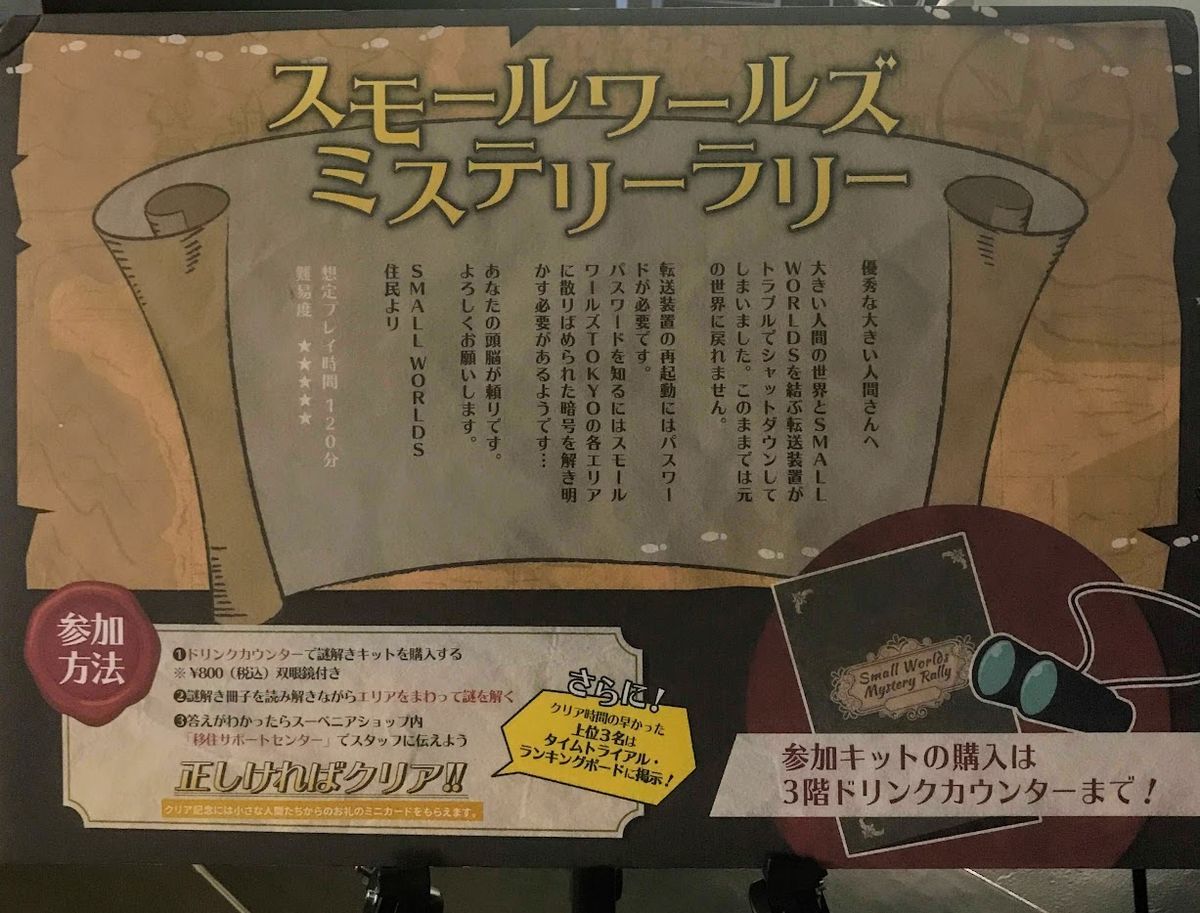 スモールワールズ
ミステリーラリー
優秀な大きい人間さんへ
大きい人間の世界とSMALL
WORLDSを結ぶ転送装置が
トラブルでシャットダウンして
しまいました。このままでは元
の世界に戻れません。
転送装置の再起動にはパスワー
ドが必要です。
パスワードを知るにはスモール
ワールズTOKYOの各エリア
に散りばめられた暗号を解き明
かす必要があるようです…
あなたの頭脳が頼りです。
よろしくお願いします。
SMALL WORLDS
住民より
想定プレイ時間 120分
難易度 ★★★★
参加
方法
❶ドリンクカウンターで謎解きキットを購入する
※ ¥800（税込）双眼鏡付き
❷謎解き冊子を読み解きながらエリアをまわって謎を解く
❸答えがわかったらスーベニアショップ内
「移住サポートセンター」でスタッフに伝えよう
正しければクリア!!
クリア記念には小さな人間たちからのお礼のミニカードをもらえます。
さらに！
クリア時間の早かった
上位3名は
タイムトライアル・
ランキングボードに掲示！
Small Worlds
Mystery Rally
参加キットの購入は
3階ドリンクカウンターまで！